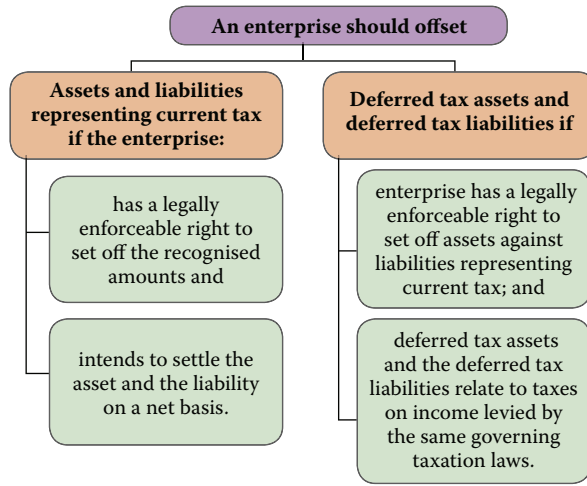 An enterprise should offset
Assets and liabilities
representing current tax
if the enterprise:
has a legally
enforceable right to
set off the recognised
amounts and
intends to settle the
asset and the liability
on a net basis.
Deferred tax assets and
deferred tax liabilities if
enterprise has a legally
enforceable right to
set off assets against
liabilities representing
current tax; and
deferred tax assets
and the deferred tax
liabilities relate to taxes
on income levied by
the same governing
taxation laws.